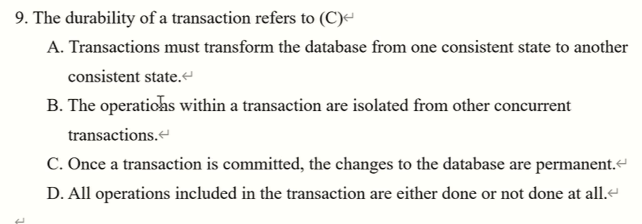 9. The durability of a transaction refers to (C)↵
A. Transactions must transform the database from one consistent state to another
consistent state.↵
B. The operations within a transaction are isolated from other concurrent
transactions.↵
C. Once a transaction is committed, the changes to the database are permanent.↵
D. All operations included in the transaction are either done or not done at all.↵
↵